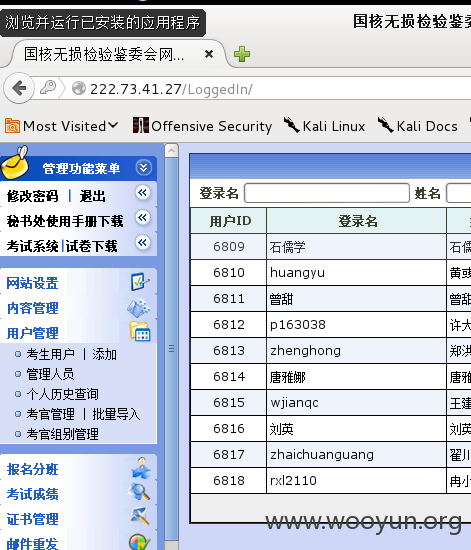 浏览并运行已安装的应用程序
国核无损检验
国核无损检验鉴委会网...
222.73.41.27/LoggedIn/
Most Visited
Offensive Security
Kali Linux
Kali Docs
管理功能菜单
修改密码 | 退出
秘书处使用手册下载
考试系统|试卷下载
网站设置
内容管理
用户管理
考生用户 | 添加
管理人员
个人历史查询
考官管理 | 批量导入
考官组别管理
报名分班
考试成绩
证书管理
邮件重发
登录名 姓名
用户ID 登录名
6809 石儒学 石儒
6810 huangyu
6811 曾甜 曾甜
6812 p163038 许大
6813 zhenghong 郑洪
6814 唐雅娜 唐雅
6815 wjianqc 王建
6816 刘英 刘英
6817 zhaichuanguang 翟川
6818 rxl2110 冉小
www.wooyun.org